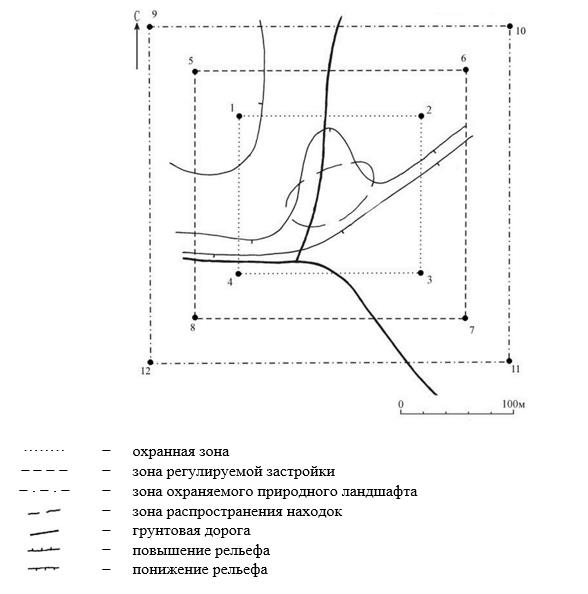 С 9
10
5
6
1
2
4
3
8
7
12
11
0 100м
– охранная зона
– зона регулируемой застройки
– зона охраняемого природного ландшафта
– зона распространения находок
– грунтовая дорога
– повышение рельефа
– понижение рельефа